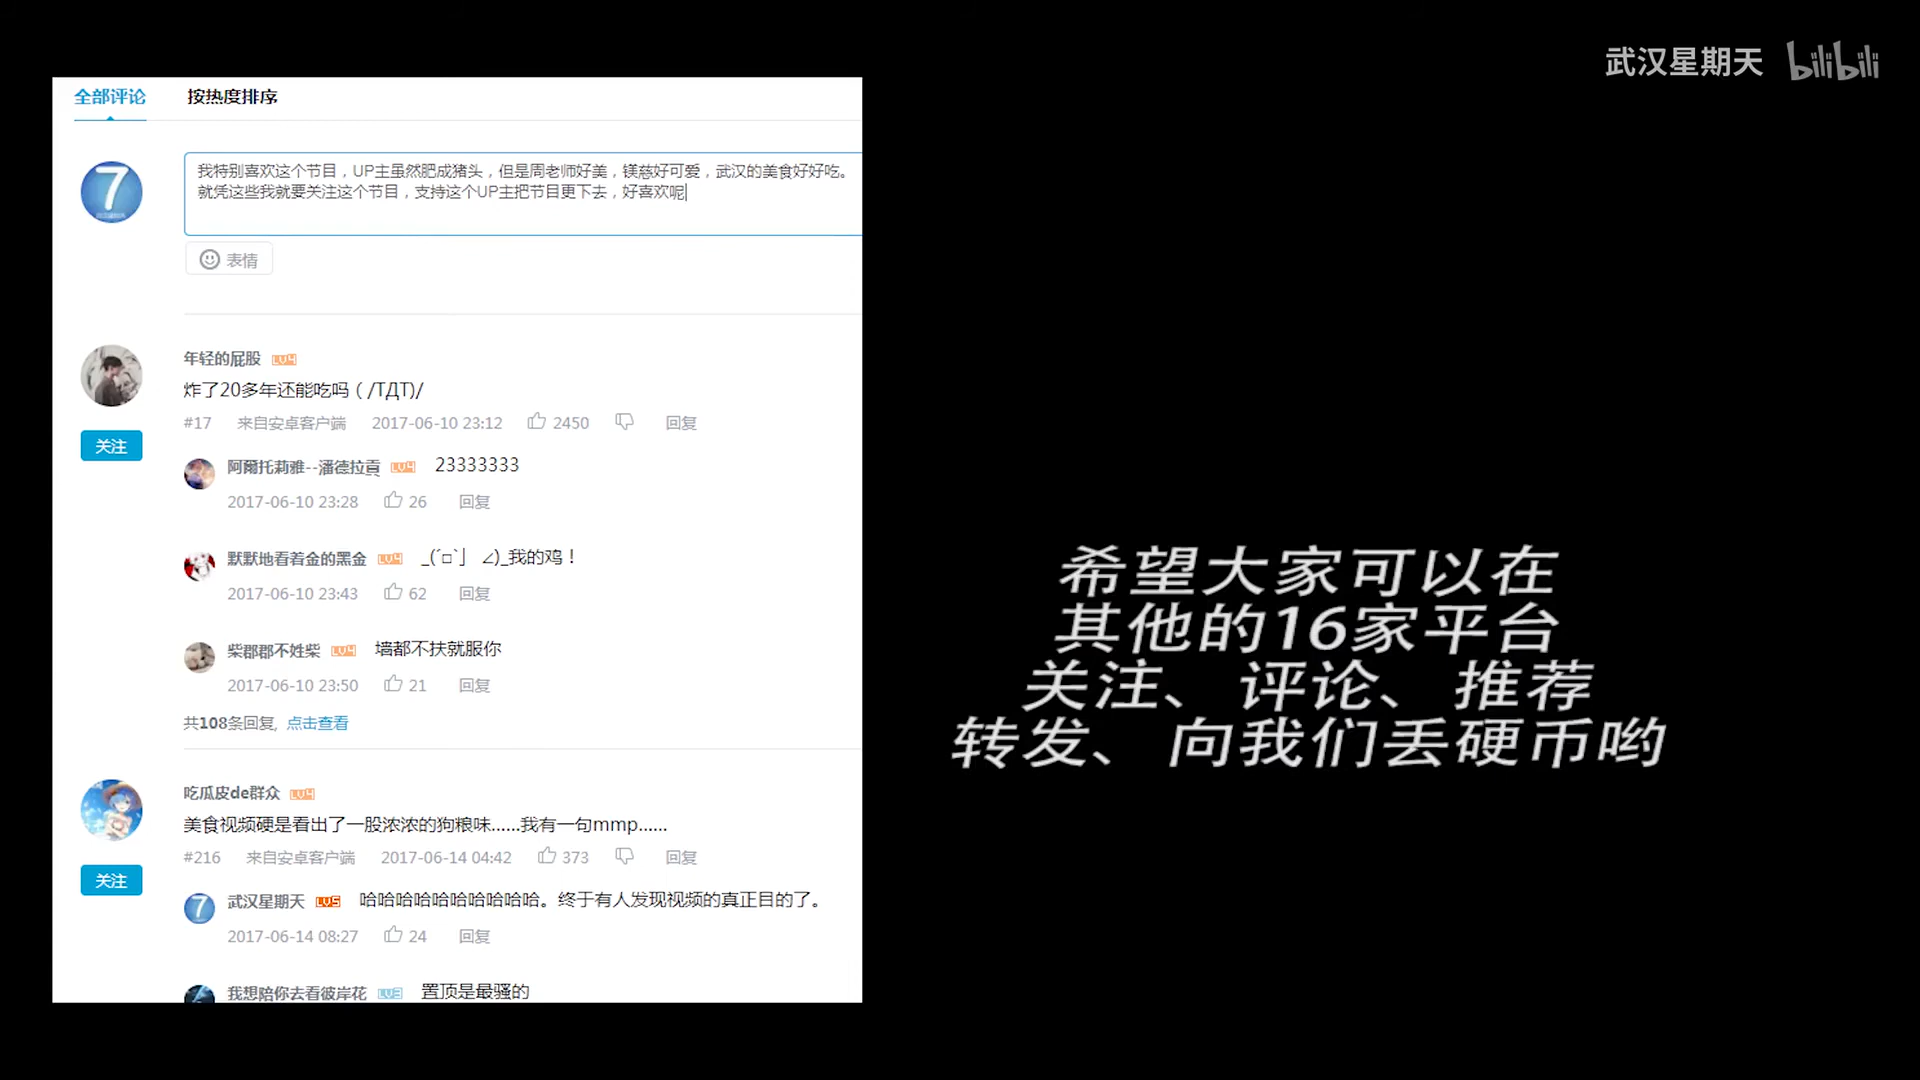 武汉星期天 bilibili
全部评论 按热度排序
我特别喜欢这个节目，UP主虽然肥成猪头，但是周老师好美，镁慈好可爱，武汉的美食好好吃。
就凭这些我就要关注这个节目，支持这个UP主把节目更下去，好喜欢呢
表情
年轻的屁股 LV4
炸了20多年还能吃吗（/TДT)/
#17 来自安卓客户端 2017-06-10 23:12 2450 回复
关注
阿爾托莉雅--潘德拉貢 LV4 23333333
2017-06-10 23:28 26 回复
默默地看着金的黑金 LV4 _(´□`」 ∠)_我的鸡！
2017-06-10 23:43 62 回复
柴郡郡不姓柴 LV4 墙都不扶就服你
2017-06-10 23:50 21 回复
共108条回复, 点击查看
吃瓜皮de群众 LV4
美食视频硬是看出了一股浓浓的狗粮味......我有一句mmp......
#216 来自安卓客户端 2017-06-14 04:42 373 回复
关注
武汉星期天 LV5 哈哈哈哈哈哈哈哈哈哈。终于有人发现视频的真正目的了。
2017-06-14 08:27 24 回复
我想陪你去看彼岸花 LV3 置顶是最骚的
希望大家可以在
其他的16家平台
关注、评论、推荐
转发、向我们丢硬币哟